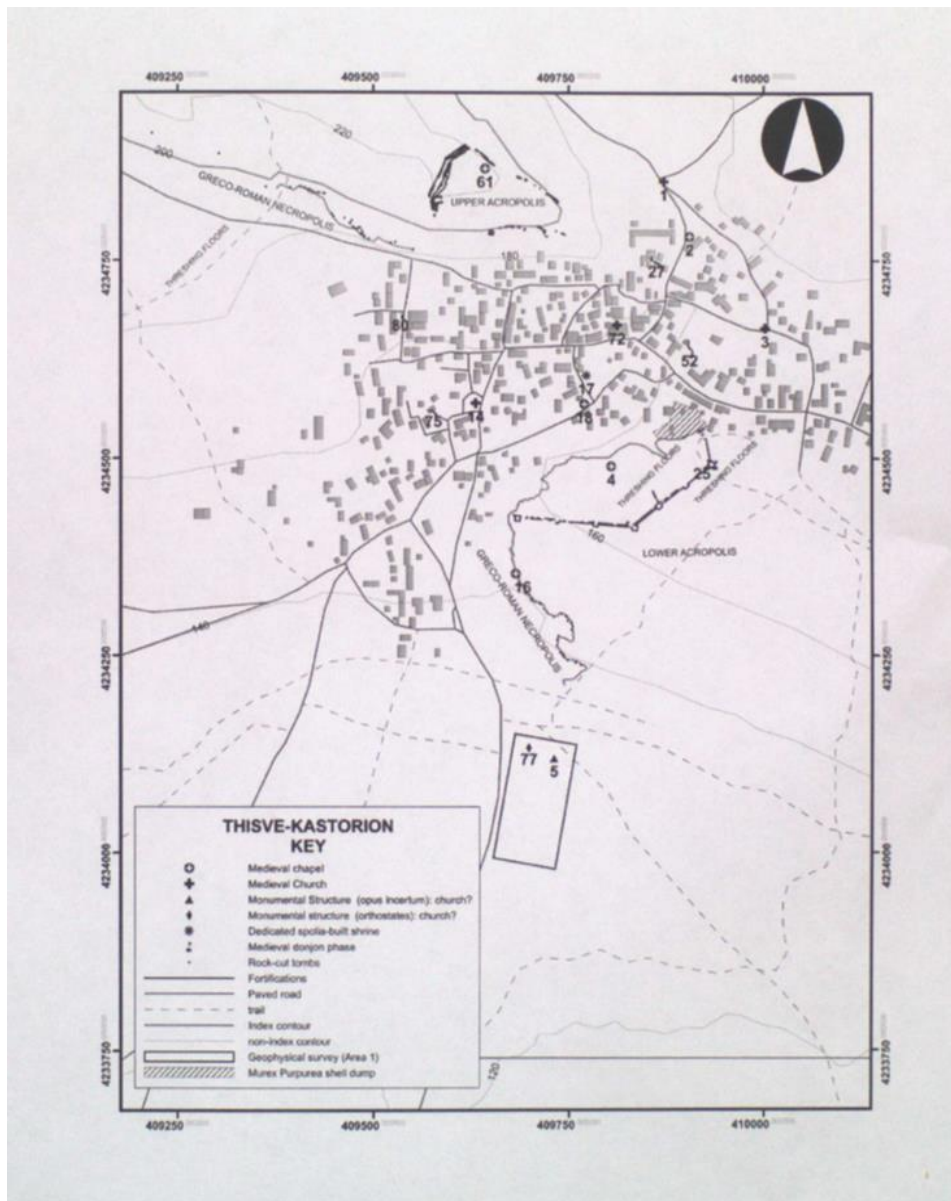 409250 409500 409750 410000
220
200
61
GRECO-ROMAN NECROPOLIS
UPPER ACROPOLIS
1
2
THRESHING FLOORS
180
27
4234750 4234750
80
72
3
52
17
18
14
75
4234500 4234500
4
THRESHING FLOORS
25
THRESHING FLOORS
160
LOWER ACROPOLIS
16
GRECO-ROMAN NECROPOLIS
140
4234250 4234250
77
5
THISVE-KASTORION
KEY
Medieval chapel
Medieval Church
Monumental Structure (opus incertum): church?
Monumental structure (orthostates): church?
Dedicated spolia-built shrine
Medieval donjon phase
Rock-cut tombs
Fortifications
Paved road
trail
Index contour
non-index contour
Geophysical survey (Area 1)
Murex Purpurea shell dump
4234000 4234000
4233750 4233750
120
409250 409500 409750 410000